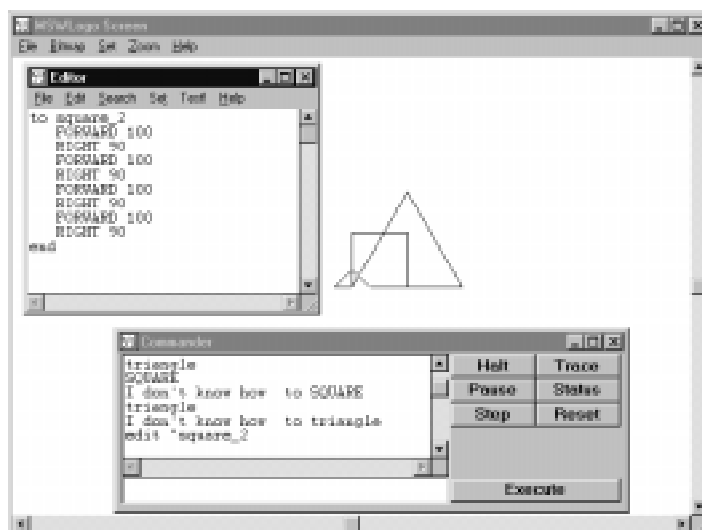 MSWLogo Screen
File Bitmap Set Zoom Help
Editor
File Edit Search Set Test! Help
to square_2
FORWARD 100
RIGHT 90
FORWARD 100
RIGHT 90
FORWARD 100
RIGHT 90
FORWARD 100
RIGHT 90
end
Commander
triangle
SQUARE
I don't know how to SQUARE
triangle
I don't know how to triangle
edit "square_2
Halt Trace
Pause Status
Step Reset
Execute